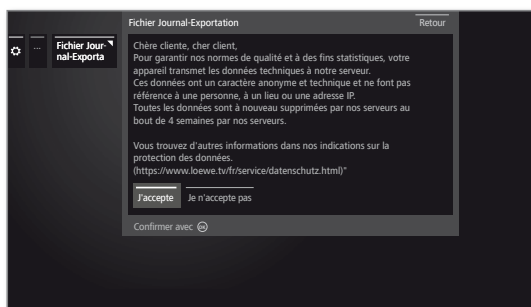 Fichier Journal-Exportation
Retour
...
Fichier Jour-
nal-Exporta
Chère cliente, cher client,
Pour garantir nos normes de qualité et à des fins statistiques, votre
appareil transmet les données techniques à notre serveur.
Ces données ont un caractère anonyme et technique et ne font pas
référence à une personne, à un lieu ou une adresse IP.
Toutes les données sont à nouveau supprimées par nos serveurs au
bout de 4 semaines par nos serveurs.
Vous trouvez d'autres informations dans nos indications sur la
protection des données.
(https://www.loewe.tv/fr/service/datenschutz.html)"
J'accepte
Je n'accepte pas
Confirmer avec OK